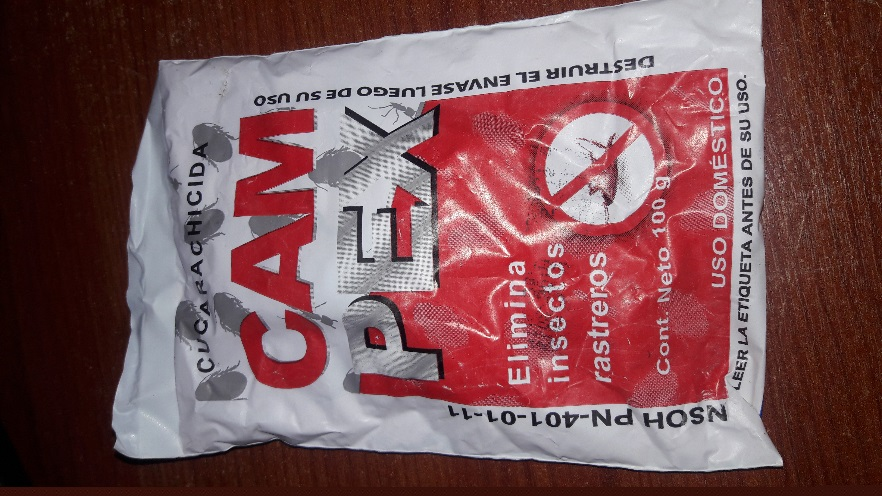 CUCARACHICIDA
CAM
PEX
Elimina
insectos
rastreros
Cont. Neto. 100 g
USO DOMÉSTICO
LEER LA ETIQUETA ANTES DE SU USO.
DESTRUIR EL ENVASE LUEGO DE SU USO
NSOH PN-401-01-11